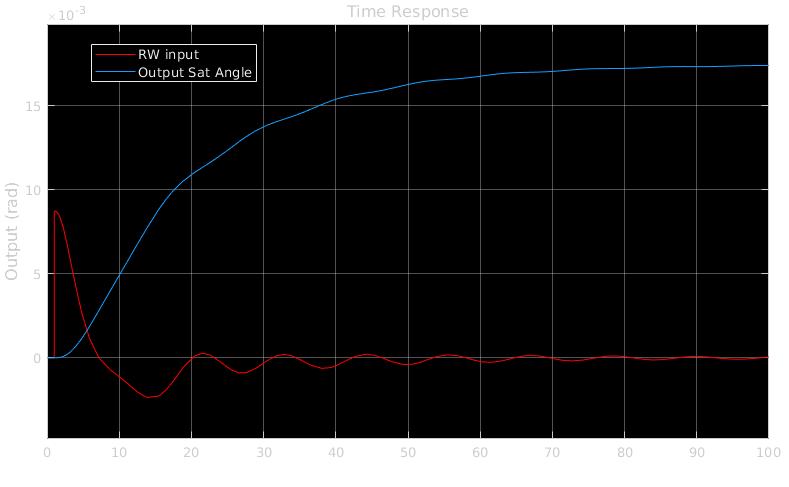 Time Response
×10-3
RW input
Output Sat Angle
Output (rad)
15
10
5
0
0 10 20 30 40 50 60 70 80 90 100